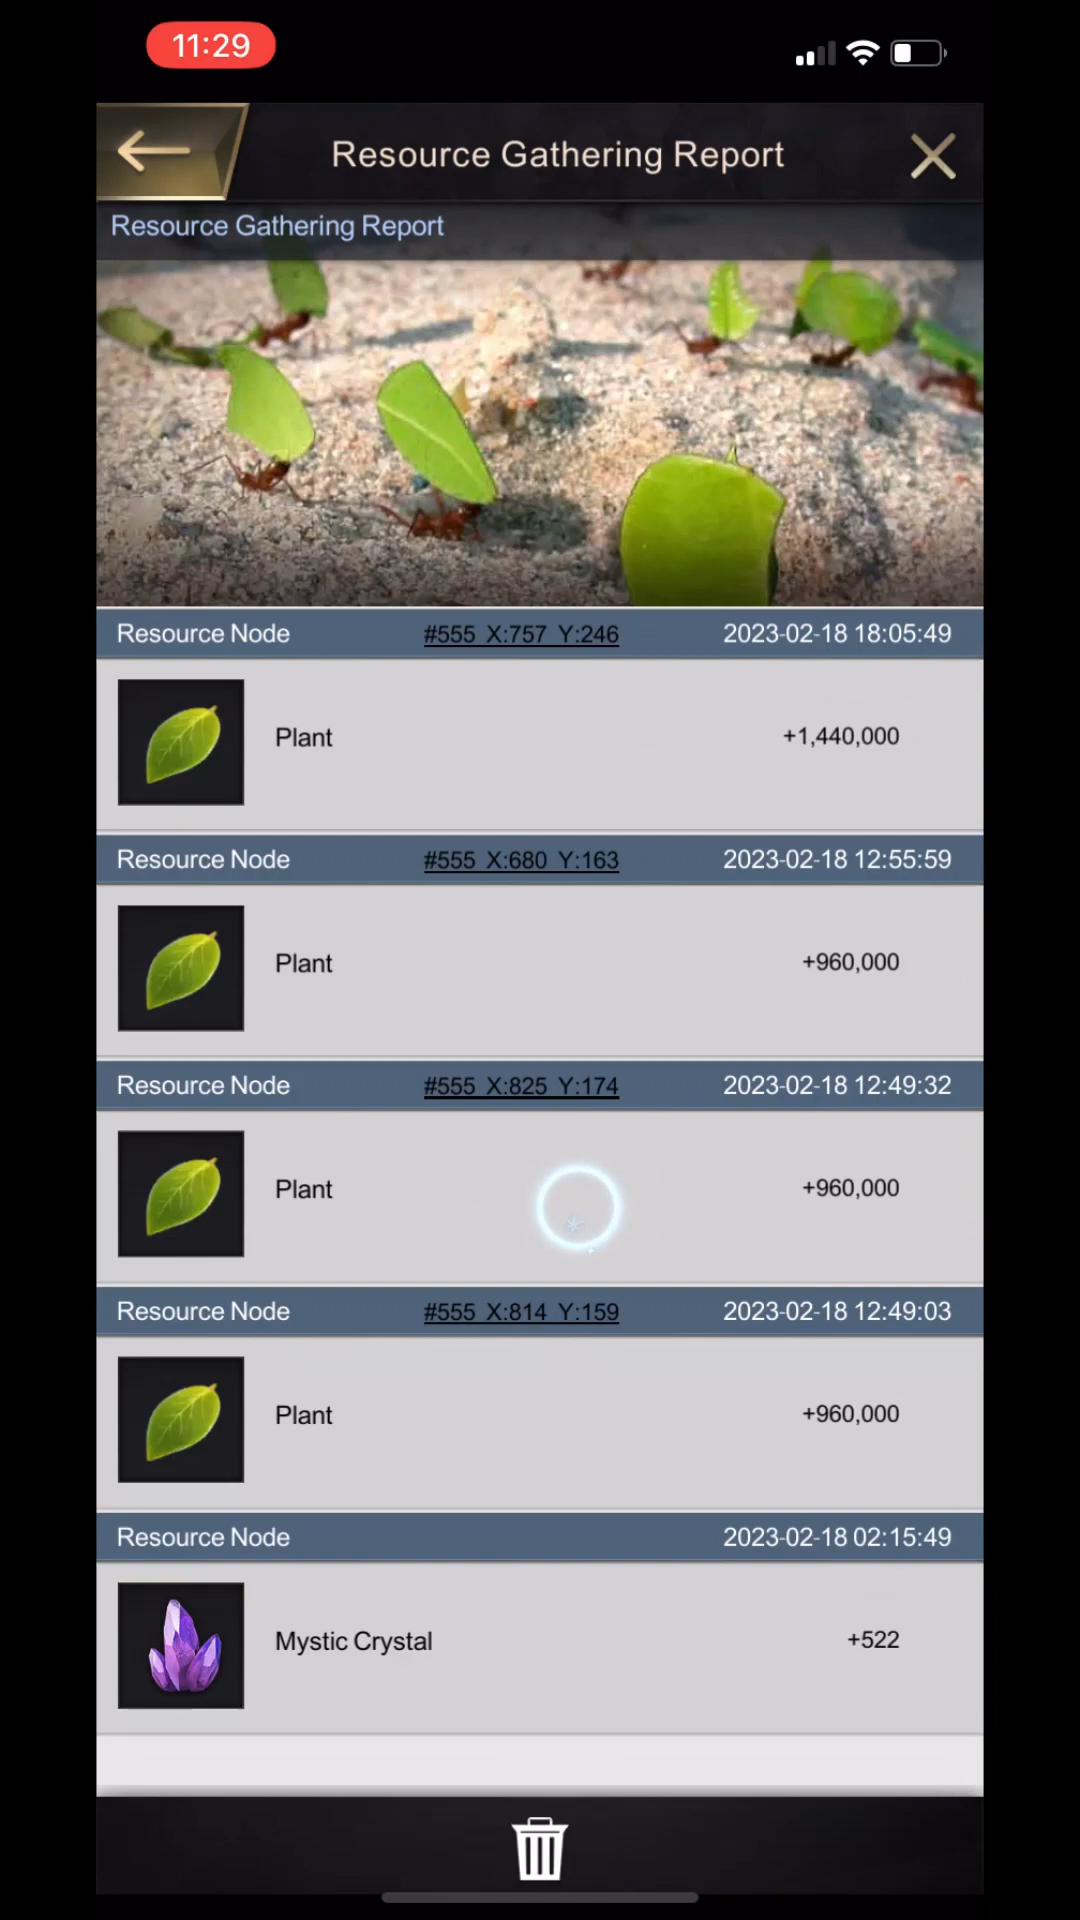 11:29
Resource Gathering Report
Resource Gathering Report
Resource Node #555 X:757 Y:246 2023-02-18 18:05:49
Plant +1,440,000
Resource Node #555 X:680 Y:163 2023-02-18 12:55:59
Plant +960,000
Resource Node #555 X:825 Y:174 2023-02-18 12:49:32
Plant +960,000
Resource Node #555 X:814 Y:159 2023-02-18 12:49:03
Plant +960,000
Resource Node 2023-02-18 02:15:49
Mystic Crystal +522